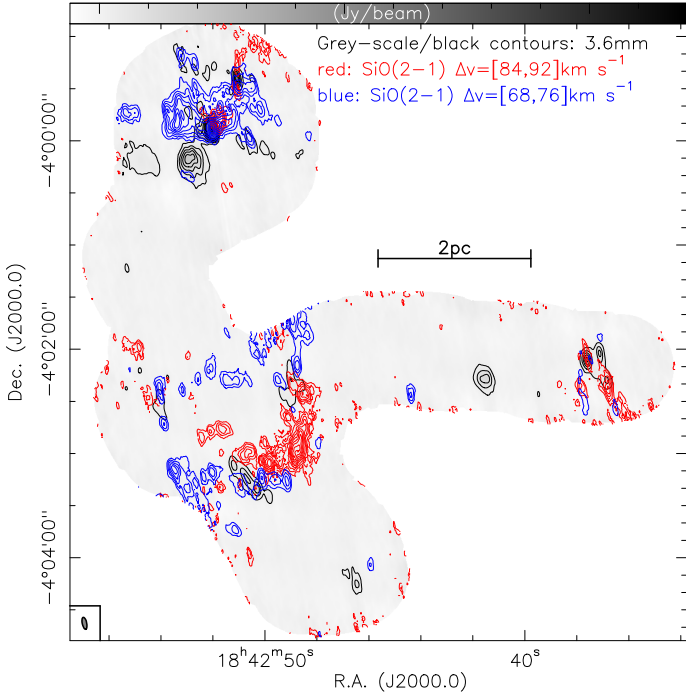 (Jy/beam)
Grey−scale/black contours: 3.6mm
red: SiO(2−1) Δv=[84,92]km s⁻¹
blue: SiO(2−1) Δv=[68,76]km s⁻¹
−4°00'00''
2pc
−4°02'00''
Dec. (J2000.0)
−4°04'00''
18ʰ42ᵐ50ˢ
40ˢ
R.A. (J2000.0)